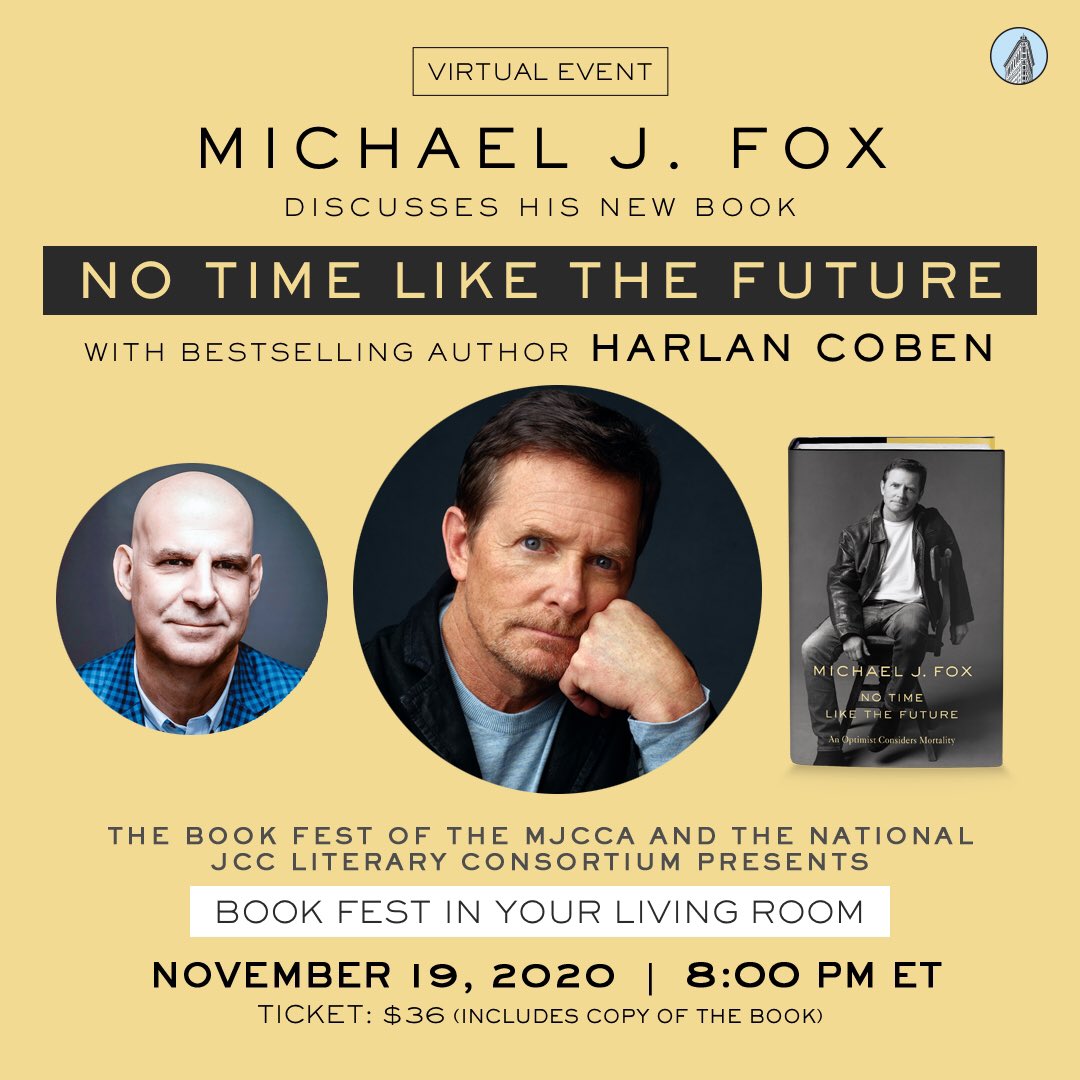 VIRTUAL EVENT
MICHAEL J. FOX
DISCUSSES HIS NEW BOOK
NO TIME LIKE THE FUTURE
WITH BESTSELLING AUTHOR HARLAN COBEN
MICHAEL J. FOX
NO TIME
LIKE THE FUTURE
An Optimist Considers Mortality
THE BOOK FEST OF THE MJCCA AND THE NATIONAL
JCC LITERARY CONSORTIUM PRESENTS
BOOK FEST IN YOUR LIVING ROOM
NOVEMBER 19, 2020 | 8:00 PM ET
TICKET: $36 (INCLUDES COPY OF THE BOOK)